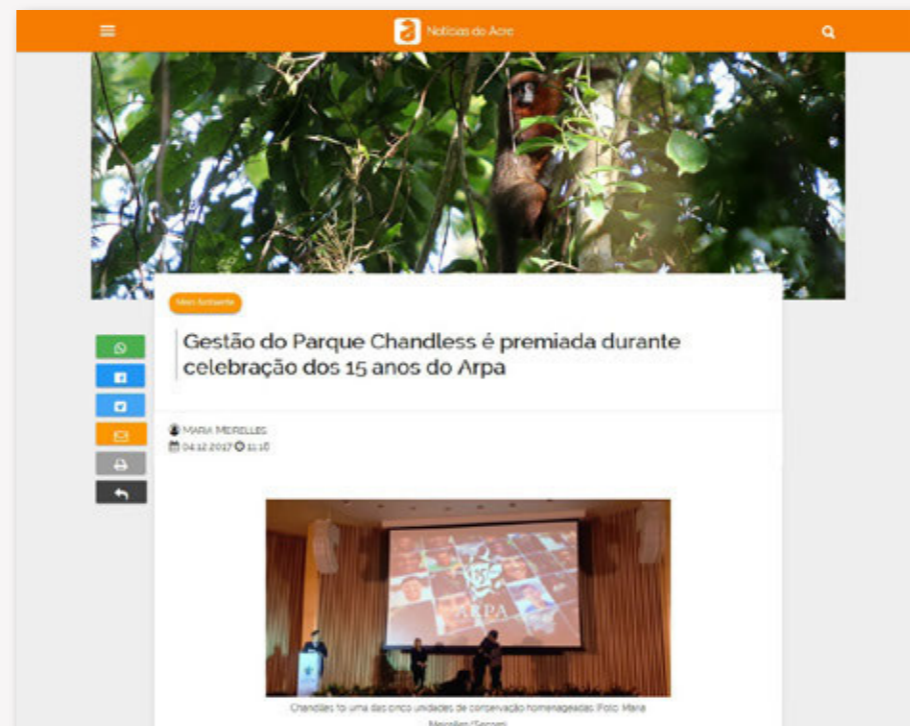 Notícias do Acre
Meio Ambiente
Gestão do Parque Chandless é premiada durante
celebração dos 15 anos do Arpa
MARIA MEIRELLES
04.12.2017 11:16
ARPA
Chandless foi uma das cinco unidades de conservação homenageadas (Foto: Maria
Meirelles/Secom)